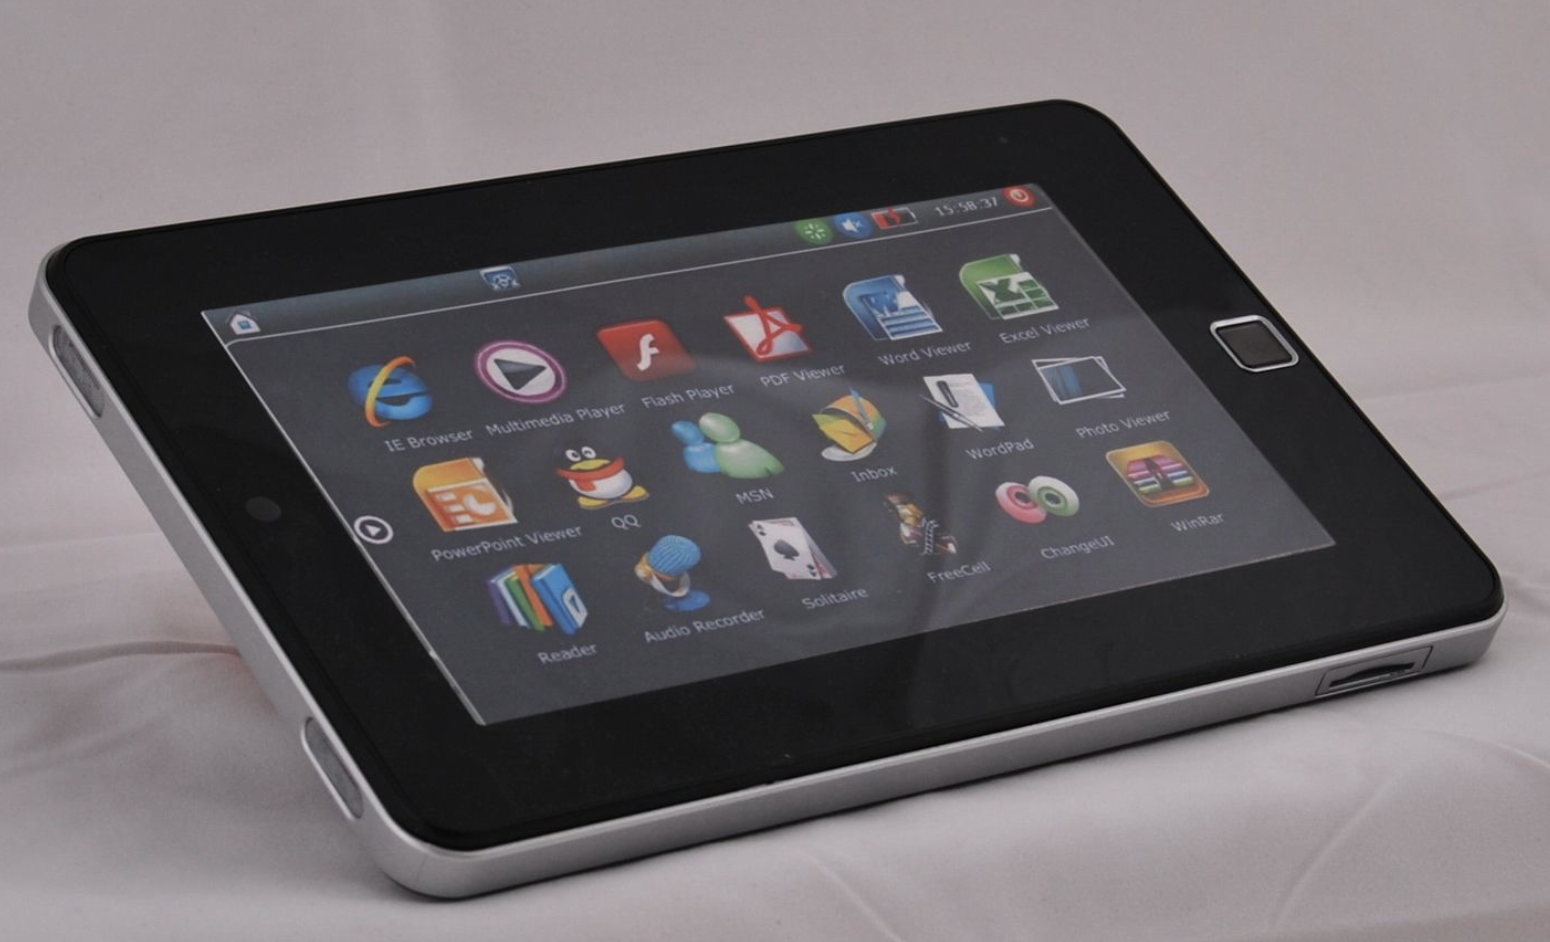 15:58:37
IE Browser
Multimedia Player
Flash Player
PDF Viewer
Word Viewer
Excel Viewer
PowerPoint Viewer
QQ
MSN
Inbox
WordPad
Photo Viewer
Reader
Audio Recorder
Solitaire
FreeCell
ChangeUI
WinRar